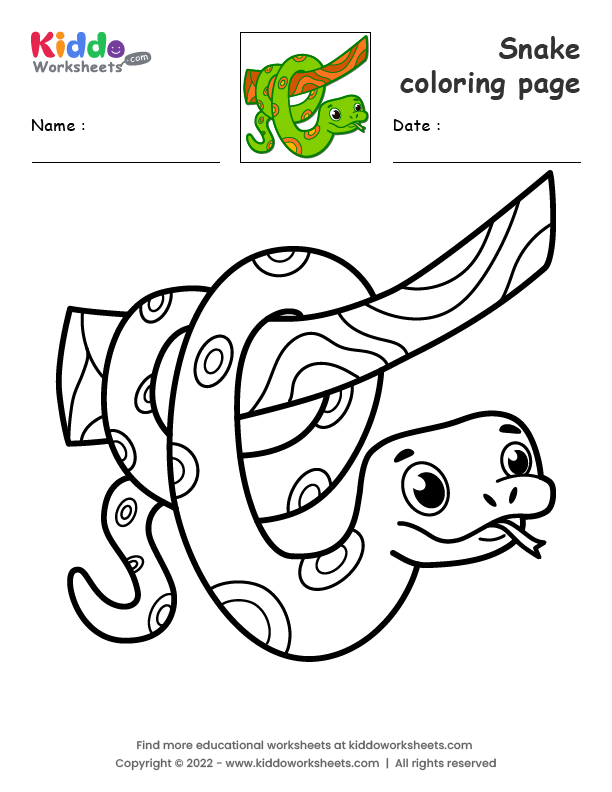 Kiddo
Worksheets.com
Snake
coloring page
Name :
Date :
Find more educational worksheets at kiddoworksheets.com
Copyright © 2022 - www.kiddoworksheets.com | All rights reserved